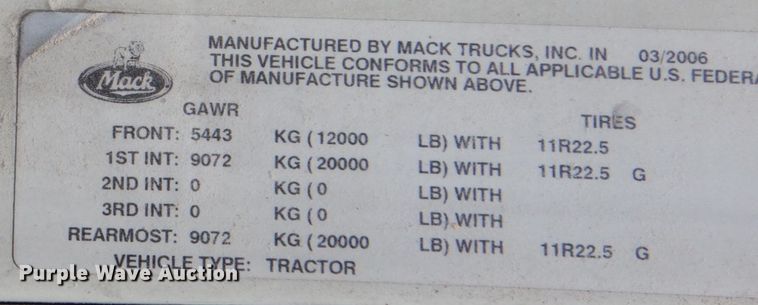 Mack
MANUFACTURED BY MACK TRUCKS, INC. IN 03/2006
THIS VEHICLE CONFORMS TO ALL APPLICABLE U.S. FEDERA
OF MANUFACTURE SHOWN ABOVE.
GAWR TIRES
FRONT: 5443 KG ( 12000 LB) WITH 11R22.5
1ST INT: 9072 KG ( 20000 LB) WITH 11R22.5 G
2ND INT: 0 KG ( 0 LB) WITH
3RD INT: 0 KG ( 0 LB) WITH
REARMOST: 9072 KG ( 20000 LB) WITH 11R22.5 G
VEHICLE TYPE: TRACTOR
Purple Wave Auction